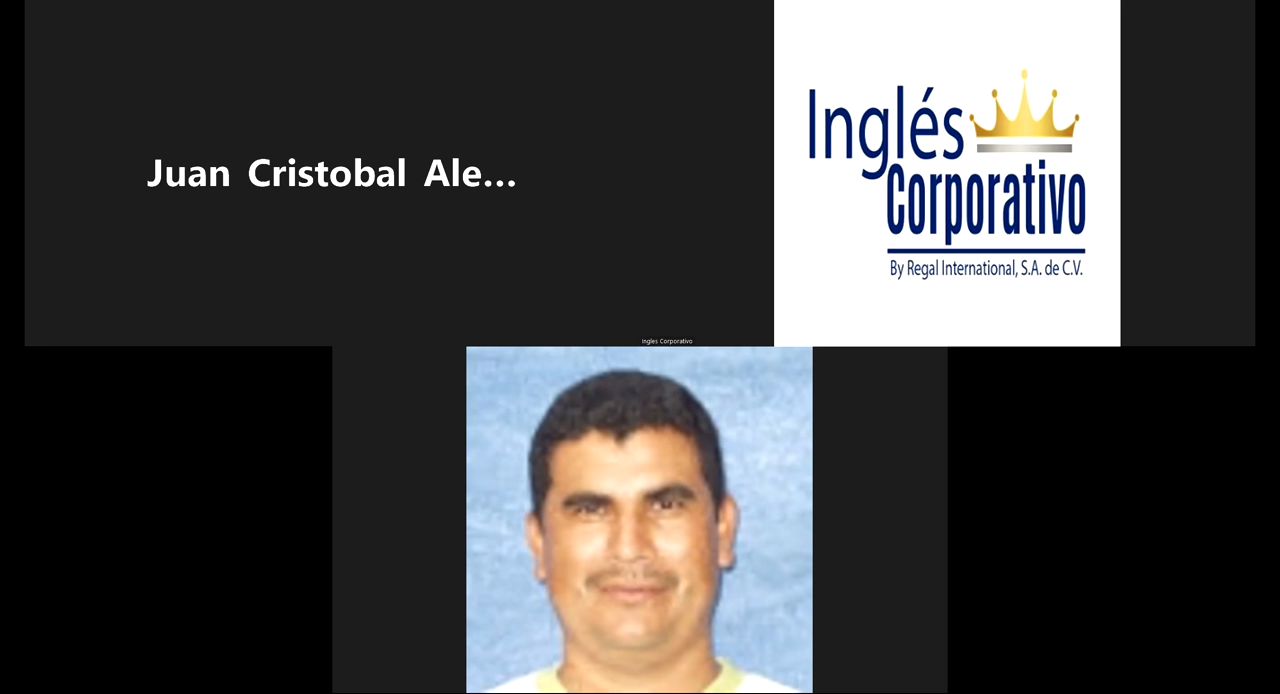 Juan Cristobal Ale...
Inglés
Corporativo
By Regal International, S.A. de C.V.
Ingles Corporativo